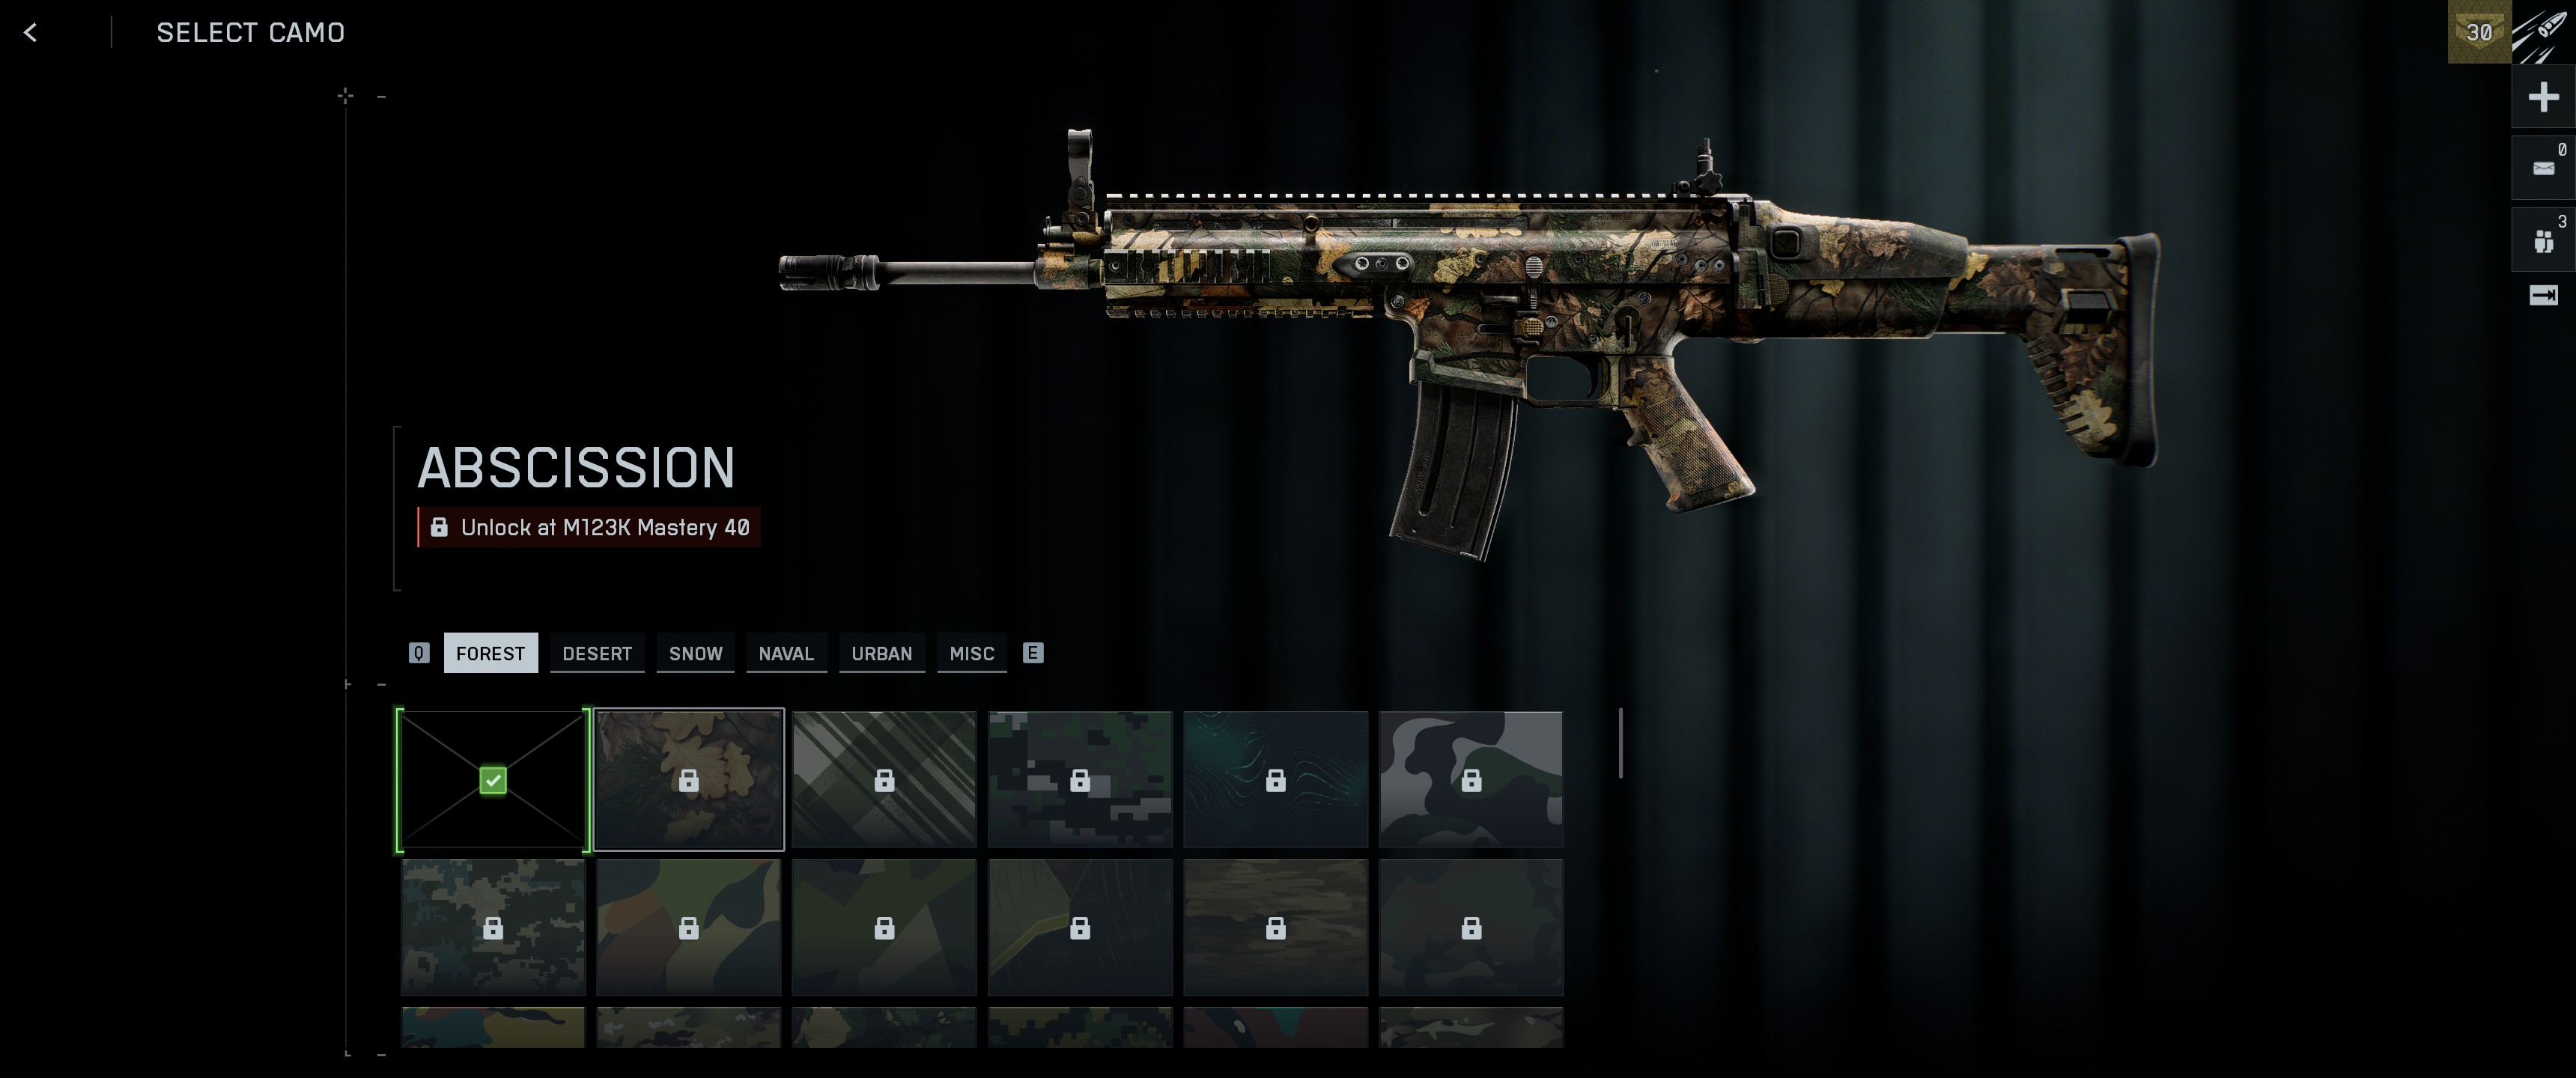 SELECT CAMO
30
0
3
ABSCISSION
Unlock at M123K Mastery 40
Q FOREST DESERT SNOW NAVAL URBAN MISC E